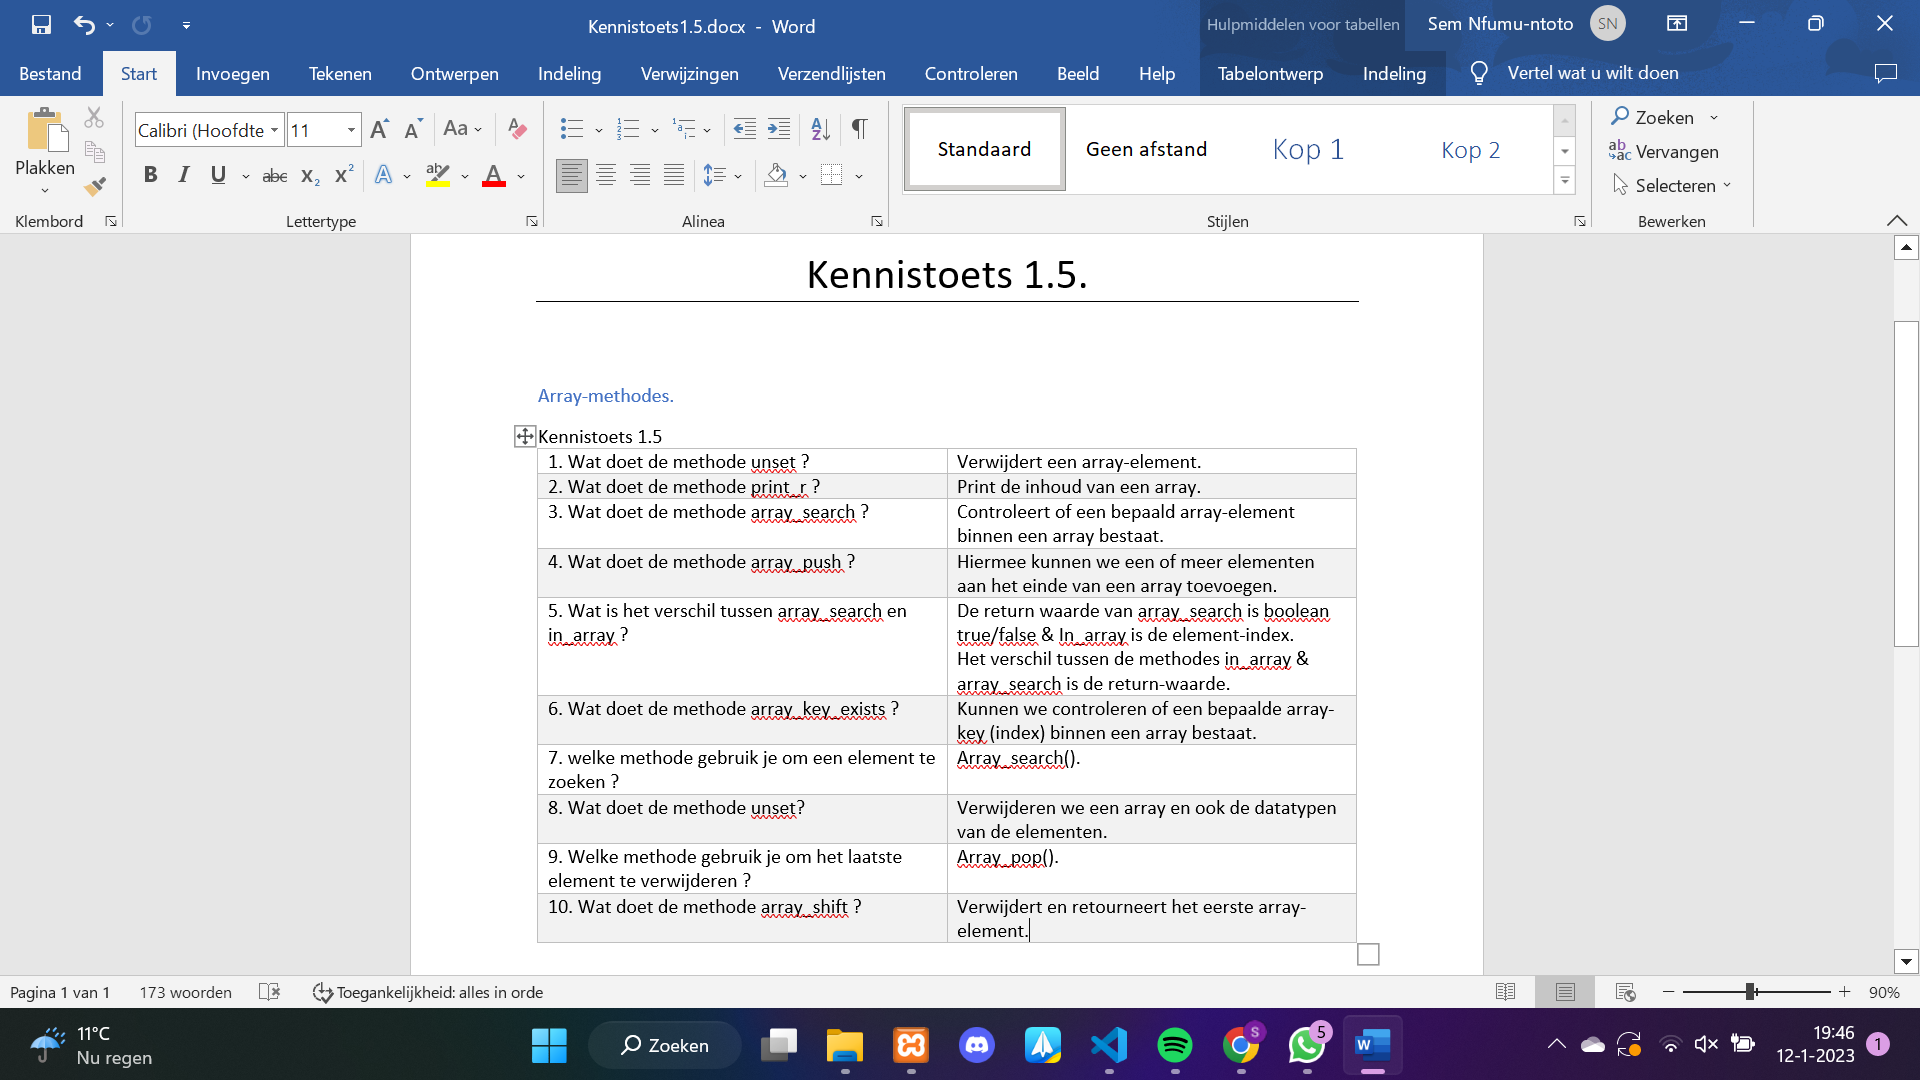 Kennistoets1.5.docx - Word
Hulpmiddelen voor tabellen
Sem Nfumu-ntoto
SN
Bestand
Start
Invoegen
Tekenen
Ontwerpen
Indeling
Verwijzingen
Verzendlijsten
Controleren
Beeld
Help
Tabelontwerp
Indeling
Vertel wat u wilt doen
Plakken
Klembord
Calibri (Hoofdte
11
Aa
Lettertype
Alinea
Standaard
Geen afstand
Kop 1
Kop 2
Stijlen
Zoeken
Vervangen
Selecteren
Bewerken
Kennistoets 1.5.
Array-methodes.
Kennistoets 1.5
1. Wat doet de methode unset ?
Verwijdert een array-element.
2. Wat doet de methode print_r ?
Print de inhoud van een array.
3. Wat doet de methode array_search ?
Controleert of een bepaald array-element
binnen een array bestaat.
4. Wat doet de methode array_push ?
Hiermee kunnen we een of meer elementen
aan het einde van een array toevoegen.
5. Wat is het verschil tussen array_search en
in_array ?
De return waarde van array_search is boolean
true/false & In_array is de element-index.
Het verschil tussen de methodes in_array &
array_search is de return-waarde.
6. Wat doet de methode array_key_exists ?
Kunnen we controleren of een bepaalde array-
key (index) binnen een array bestaat.
7. welke methode gebruik je om een element te
zoeken ?
Array_search().
8. Wat doet de methode unset?
Verwijderen we een array en ook de datatypen
van de elementen.
9. Welke methode gebruik je om het laatste
element te verwijderen ?
Array_pop().
10. Wat doet de methode array_shift ?
Verwijdert en retourneert het eerste array-
element.
Pagina 1 van 1
173 woorden
Toegankelijkheid: alles in orde
90%
11°C
Nu regen
Zoeken
S
5
19:46
12-1-2023
1